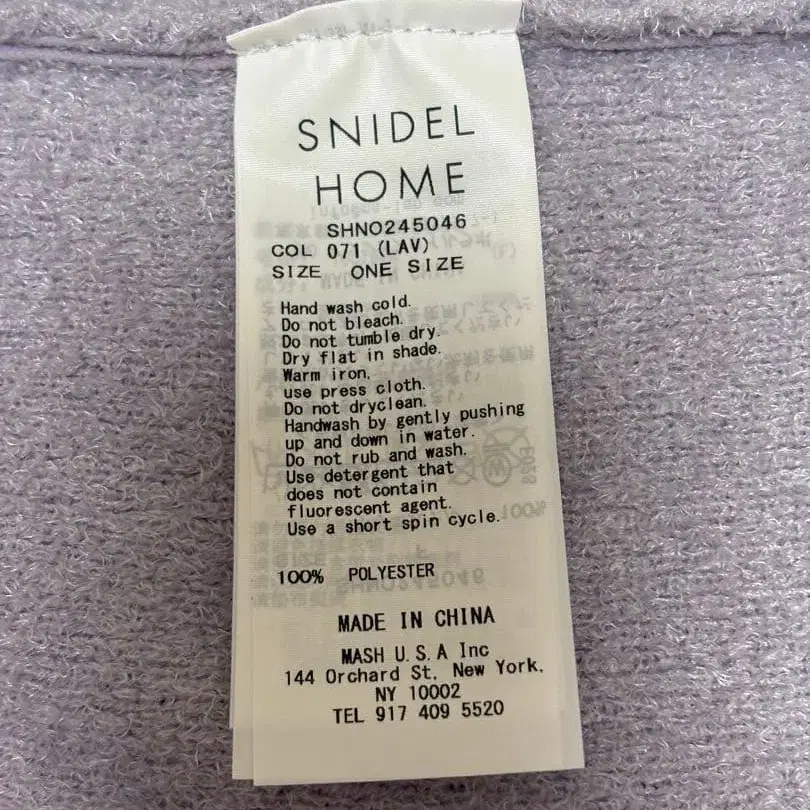 SNIDEL
HOME
SHNO245046
COL 071 (LAV)
SIZE ONE SIZE
Hand wash cold.
Do not bleach.
Do not tumble dry.
Dry flat in shade.
Warm iron,
use press cloth.
Do not dryclean.
Handwash by gently pushing
up and down in water.
Do not rub and wash.
Use detergent that
does not contain
fluorescent agent.
Use a short spin cycle.
100% POLYESTER
MADE IN CHINA
MASH U.S.A Inc
144 Orchard St, New York,
NY 10002
TEL 917 409 5520